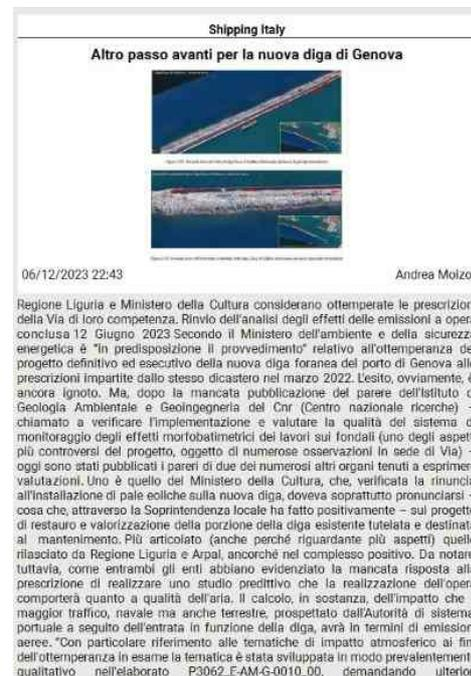 Shipping Italy
Altro passo avanti per la nuova diga di Genova
06/12/2023 22:43
Andrea Moizo
Regione Liguria e Ministero della Cultura considerano ottemperate le prescrizion
della Via di loro competenza. Rinvio dell'analisi degli effetti delle emissioni a opera
conclusa 12 Giugno 2023 Secondo il Ministero dell'ambiente e della sicurezza
energetica è "in predisposizione il provvedimento" relativo all'ottemperanza de
progetto definitivo ed esecutivo della nuova diga foranea del porto di Genova alle
prescrizioni impartite dallo stesso dicastero nel marzo 2022. L'esito, ovviamente, è
ancora ignoto. Ma, dopo la mancata pubblicazione del parere dell'Istituto d
Geologia Ambientale e Geoingegneria del Cnr (Centro nazionale ricerche) -
chiamato a verificare l'implementazione e valutare la qualità del sistema d
monitoraggio degli effetti morfobatimetrici dei lavori sui fondali (uno degli aspett
più controversi del progetto, oggetto di numerose osservazioni in sede di Via) -
oggi sono stati pubblicati i pareri di due dei numerosi altri organi tenuti a esprimer
valutazioni. Uno è quello del Ministero della Cultura, che, verificata la rinuncia
all'installazione di pale eoliche sulla nuova diga, doveva soprattutto pronunciarsi -
cosa che, attraverso la Soprintendenza locale ha fatto positivamente – sul progetto
di restauro e valorizzazione della porzione della diga esistente tutelata e destinata
al mantenimento. Più articolato (anche perché riguardante più aspetti) quello
rilasciato da Regione Liguria e Arpal, ancorché nel complesso positivo. Da notare
tuttavia, come entrambi gli enti abbiano evidenziato la mancata risposta alla
prescrizione di realizzare uno studio predittivo che la realizzazione dell'opera
comporterà quanto a qualità dell'aria. Il calcolo, in sostanza, dell'impatto che i
maggior traffico, navale ma anche terrestre, prospettato dall'Autorità di sistema
portuale a seguito dell'entrata in funzione della diga, avrà in termini di emission
aeree. "Con particolare riferimento alle tematiche di impatto atmosferico ai fin
dell'ottemperanza in esame la tematica è stata sviluppata in modo prevalentemente
qualitativo nell'elaborato P3062_E-AM-G-0010_00, demandando ulterior